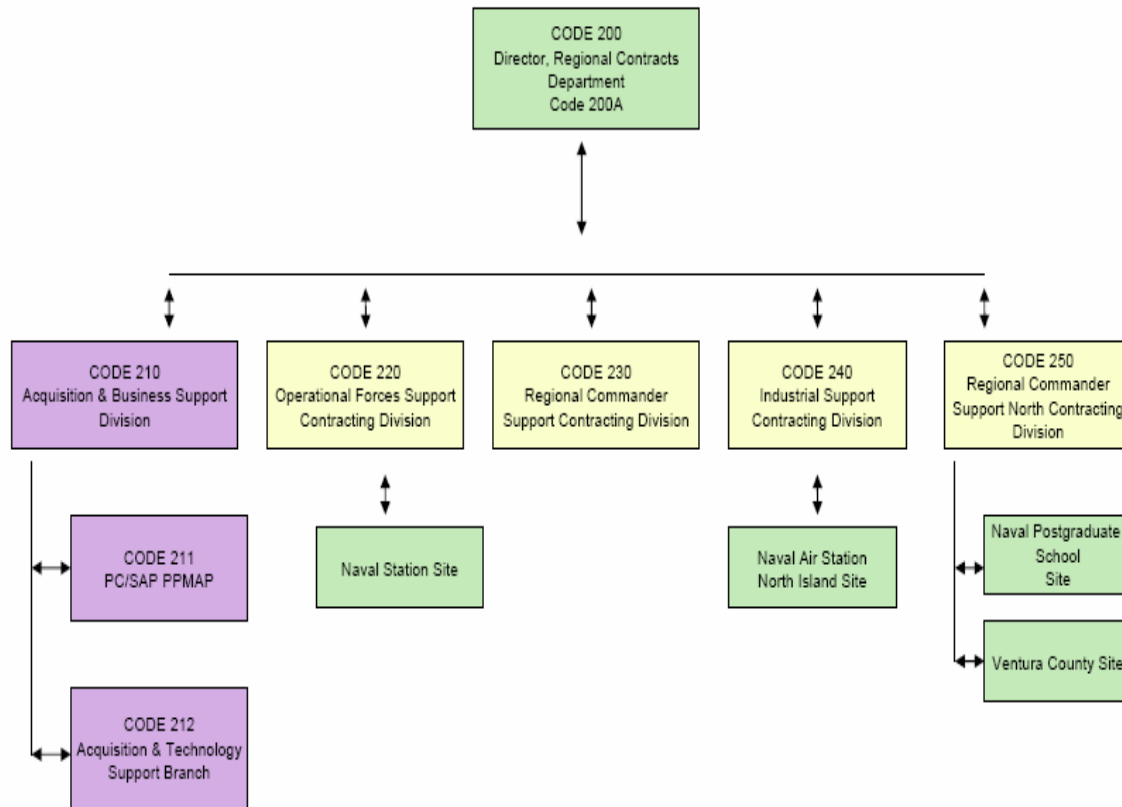 CODE 200
Director, Regional Contracts
Department
Code 200A
CODE 210
Acquisition & Business Support
Division
CODE 220
Operational Forces Support
Contracting Division
CODE 230
Regional Commander
Support Contracting Division
CODE 240
Industrial Support
Contracting Division
CODE 250
Regional Commander
Support North Contracting
Division
CODE 211
PC/SAP PPMAP
Naval Station Site
Naval Air Station
North Island Site
Naval Postgraduate
School
Site
Ventura County Site
CODE 212
Acquisition & Technology
Support Branch